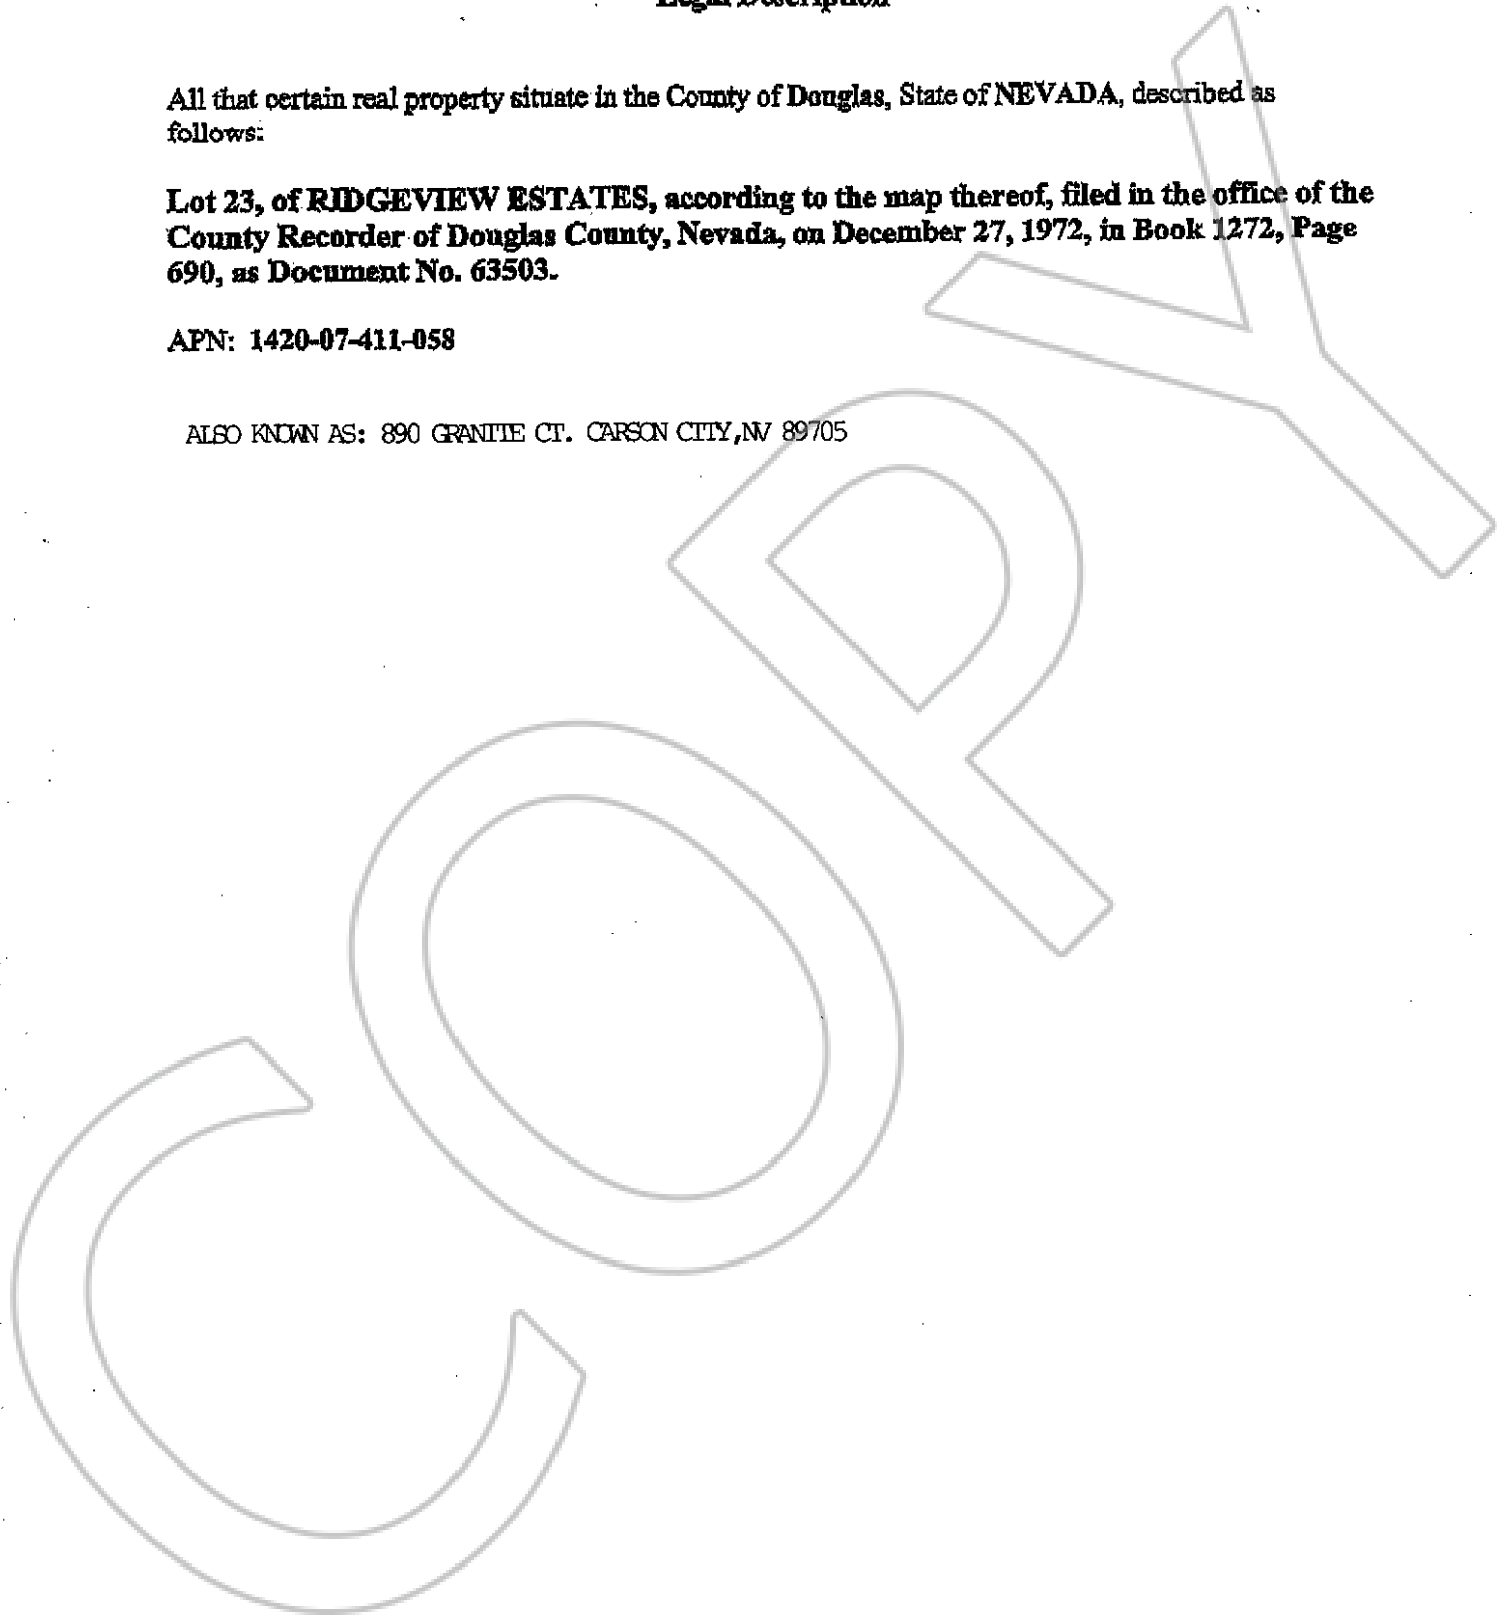 Legal Description
All that certain real property situate in the County of Douglas, State of NEVADA, described as
follows:
Lot 23, of RIDGEVIEW ESTATES, according to the map thereof, filed in the office of the
County Recorder of Douglas County, Nevada, on December 27, 1972, in Book 1272, Page
690, as Document No. 63503.
APN: 1420-07-411-058
ALSO KNOWN AS: 890 GRANITE CT. CARSON CITY,NV 89705
COPY